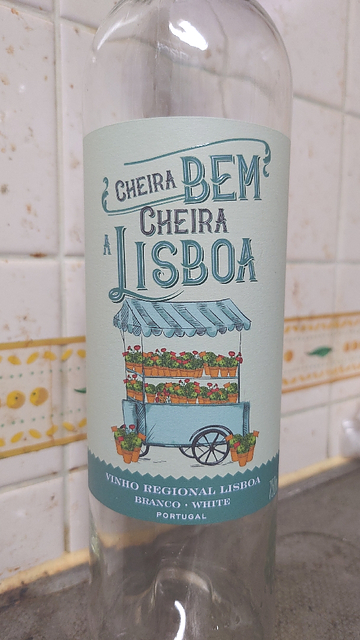 CHEIRA BEM
CHEIRA
A LISBOA
VINHO REGIONAL LISBOA
BRANCO • WHITE
PORTUGAL